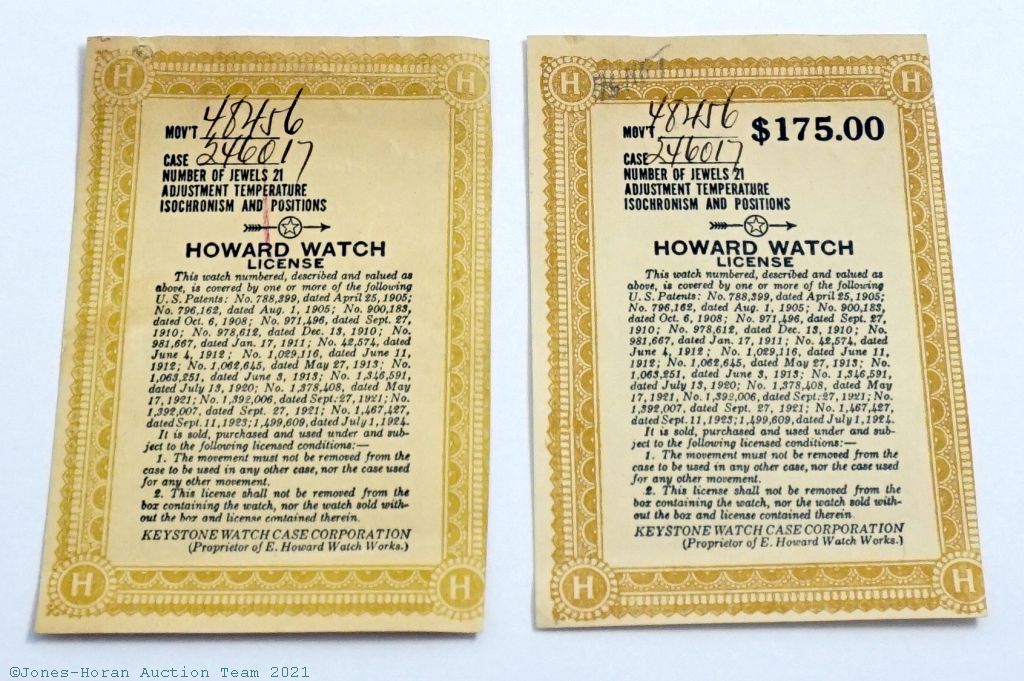 H H
MOV'T 48456
CASE 246017
NUMBER OF JEWELS 21
ADJUSTMENT TEMPERATURE
ISOCHRONISM AND POSITIONS
HOWARD WATCH
LICENSE
This watch numbered, described and valued as
above, is covered by one or more of the following
U. S. Patents: No. 788,399, dated April 25, 1905;
No. 796,162, dated Aug. 1, 1905; No. 900,183,
dated Oct. 6, 1908; No. 971,496, dated Sept. 27,
1910; No. 978,612, dated Dec. 13, 1910; No.
981,667, dated Jan. 17, 1911; No. 42,574, dated
June 4, 1912; No. 1,029,116, dated June 11,
1912; No. 1,062,645, dated May 27, 1913; No.
1,063,251, dated June 3, 1913; No. 1,346,591,
dated July 13, 1920; No. 1,378,408, dated May
17, 1921; No. 1,392,006, dated Sept. 27, 1921; No.
1,392,007, dated Sept. 27, 1921; No. 1,467,427,
dated Sept. 11, 1923; 1,499,609, dated July 1, 1924.
It is sold, purchased and used under and sub-
ject to the following licensed conditions:—
1. The movement must not be removed from the
case to be used in any other case, nor the case used
for any other movement.
2. This license shall not be removed from the
box containing the watch, nor the watch sold with-
out the box and license contained therein.
KEYSTONE WATCH CASE CORPORATION
(Proprietor of E. Howard Watch Works.)
H H
H H
MOV'T 48456
$175.00
CASE 246017
NUMBER OF JEWELS 21
ADJUSTMENT TEMPERATURE
ISOCHRONISM AND POSITIONS
HOWARD WATCH
LICENSE
This watch numbered, described and valued as
above, is covered by one or more of the following
U. S. Patents: No. 788,399, dated April 25, 1905;
No. 796,162, dated Aug. 1, 1905; No. 900,183,
dated Oct. 6, 1908; No. 971,496, dated Sept. 27,
1910; No. 978,612, dated Dec. 13, 1910; No.
981,667, dated Jan. 17, 1911; No. 42,574, dated
June 4, 1912; No. 1,029,116, dated June 11,
1912; No. 1,062,645, dated May 27, 1913; No.
1,063,251, dated June 3, 1913; No. 1,346,591,
dated July 13, 1920; No. 1,378,408, dated May
17, 1921, No. 1,392,006, dated Sept. 27, 1921; No.
1,392,007, dated Sept. 27, 1921; No. 1,467,427,
dated Sept. 11, 1923; 1,499,609, dated July 1, 1924.
It is sold, purchased and used under and sub-
ject to the following licensed conditions:—
1. The movement must not be removed from the
case to be used in any other case, nor the case used
for any other movement.
2. This license shall not be removed from the
box containing the watch, nor the watch sold with-
out the box and license contained therein.
KEYSTONE WATCH CASE CORPORATION
(Proprietor of E. Howard Watch Works.)
H H
©Jones-Horan Auction Team 2021